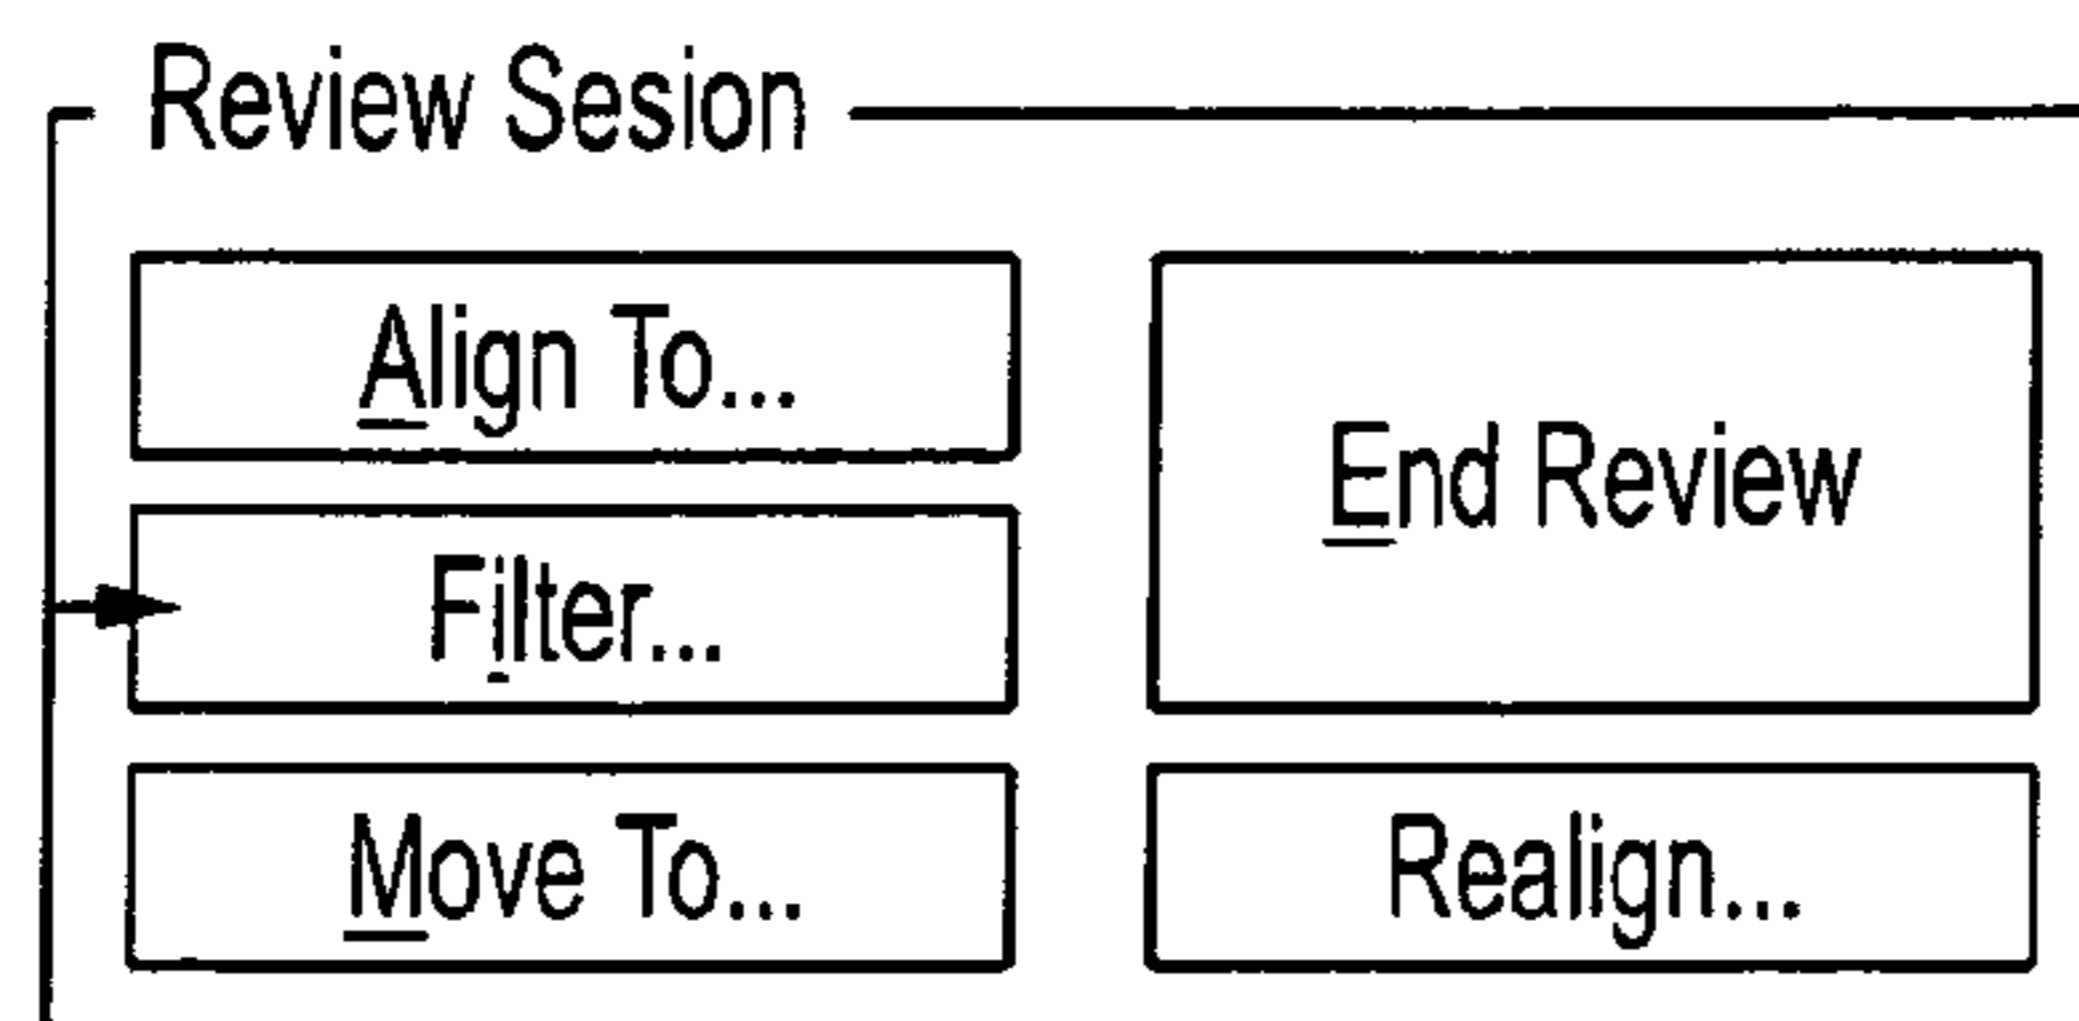 Review Sesion
Align To...
End Review
Filter...
Move To...
Realign...